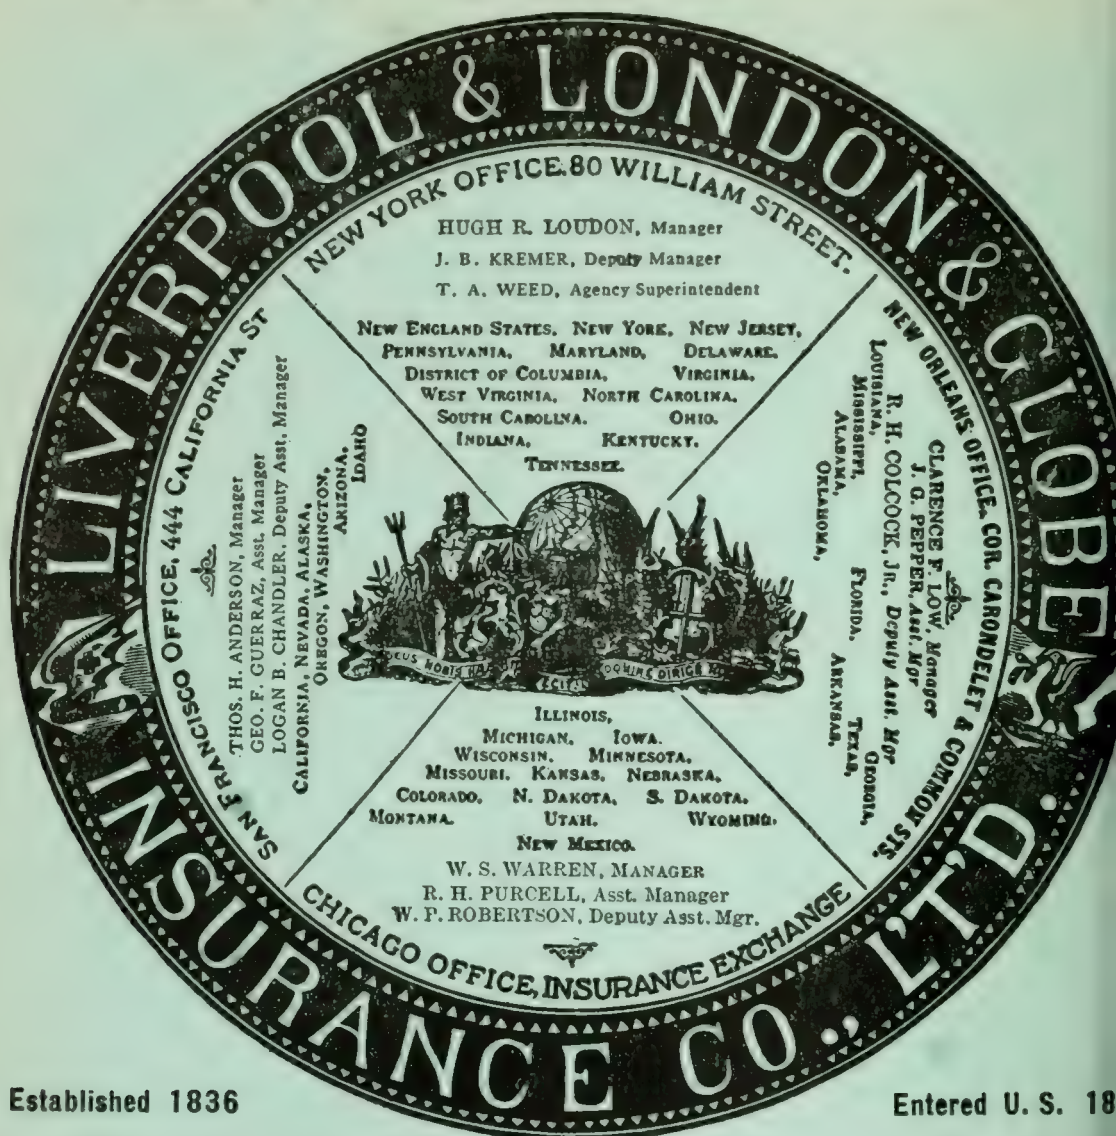 LIVERPOOL & LONDON & GLOBE
INSURANCE CO., L'T'D.
NEW YORK OFFICE. 80 WILLIAM STREET.
HUGH R. LOUDON, Manager
J. B. KREMER, Deputy Manager
T. A. WEED, Agency Superintendent
NEW ENGLAND STATES. NEW YORK, NEW JERSEY,
PENNSYLVANIA, MARYLAND, DELAWARE,
DISTRICT OF COLUMBIA, VIRGINIA,
WEST VIRGINIA, NORTH CAROLINA,
SOUTH CAROLINA. OHIO.
INDIANA, KENTUCKY.
TENNESSEE.
SAN FRANCISCO OFFICE, 444 CALIFORNIA ST
THOS. H. ANDERSON, Manager
GEO. F. GUERRAZ, Asst. Manager
LOGAN B. CHANDLER, Deputy Asst. Manager
CALIFORNIA, NEVADA, ALASKA,
OREGON, WASHINGTON,
ARIZONA,
IDAHO
NEW ORLEANS OFFICE, COR. CARONDELET & COMMON STS.
CLARENCE F. LOW, Manager
J. G. PEPPER, Asst. Mgr
R. H. COLCOCK, JR., Deputy Asst. Mgr
LOUISIANA, GEORGIA,
MISSISSIPPI, TEXAS,
ALABAMA, FLORIDA, ARKANSAS,
OKLAHOMA,
DEUS NOBIS HAEC DOMINE DIRIGE
ILLINOIS,
MICHIGAN, IOWA.
WISCONSIN. MINNESOTA.
MISSOURI. KANSAS, NEBRASKA.
COLORADO, N. DAKOTA, S. DAKOTA.
MONTANA. UTAH. WYOMING.
NEW MEXICO.
W. S. WARREN, MANAGER
R. H. PURCELL, Asst. Manager
W. P. ROBERTSON, Deputy Asst. Mgr.
CHICAGO OFFICE, INSURANCE EXCHANGE
Established 1836
Entered U. S. 18